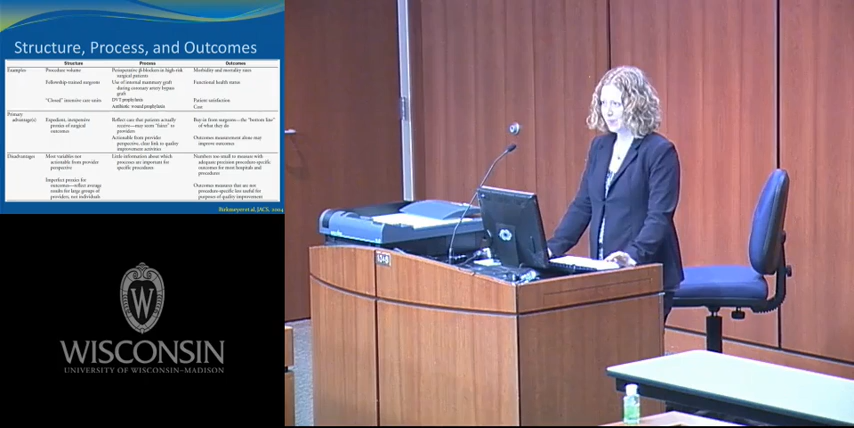 Structure, Process, and Outcomes
Structure Process Outcomes
Examples Procedure volume Perioperative β-blockers in high-risk surgical patients Morbidity and mortality rates
Fellowship-trained surgeons Use of internal mammary graft during coronary artery bypass graft Functional health status
"Closed" intensive care units DVT prophylaxis Patient satisfaction
Antibiotic wound prophylaxis Cost
Primary advantage(s) Expedient, inexpensive proxies of surgical outcomes Reflect care that patients actually receive—may seem "fairer" to providers Buy-in from surgeons—the "bottom line" of what they do
Actionable from provider perspective, clear link to quality improvement activities Outcomes measurement alone may improve outcomes
Disadvantages Most variables not actionable from provider perspective Little information about which processes are important for specific procedures Numbers too small to measure with adequate precision procedure-specific outcomes for most hospitals and procedures
Imperfect proxies for outcomes—reflect average results for large groups of providers, not individuals Outcomes measures that are not procedure-specific less useful for purposes of quality improvement
Birkmeyer et al, JACS, 2004
W
WISCONSIN
UNIVERSITY OF WISCONSIN–MADISON